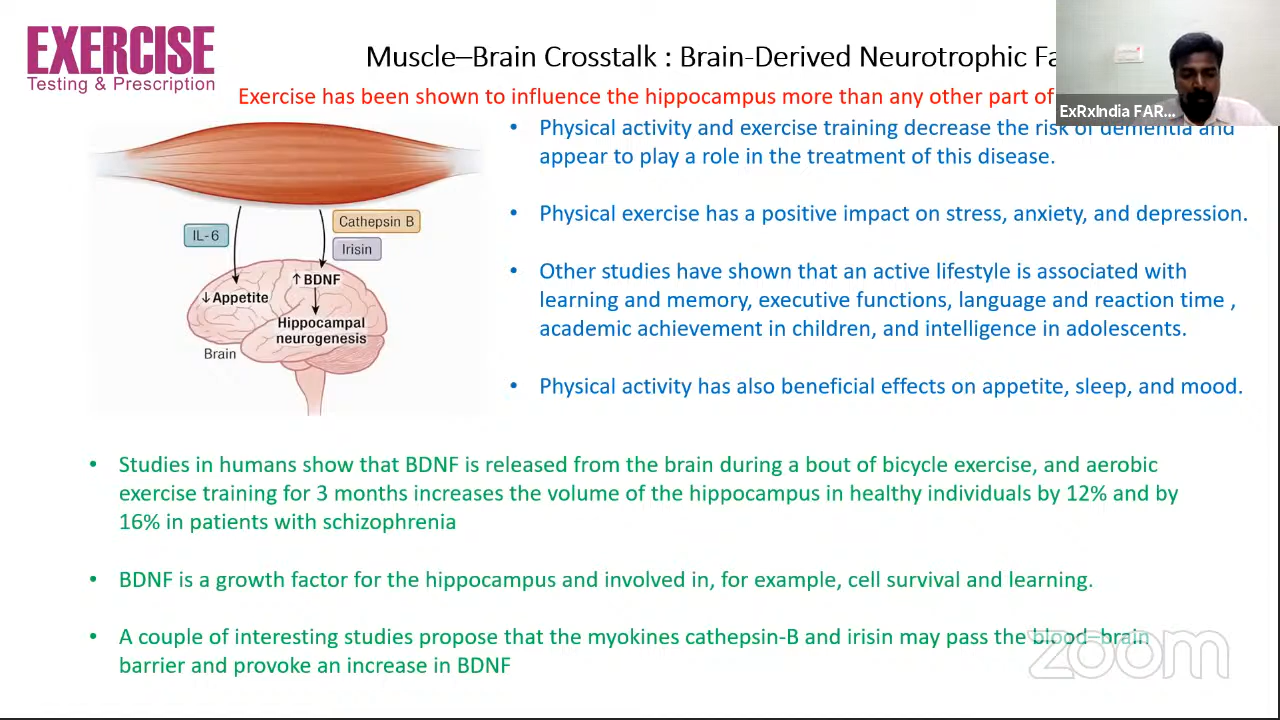 EXERCISE
Testing & Prescription
Muscle–Brain Crosstalk : Brain-Derived Neurotrophic Fa
Exercise has been shown to influence the hippocampus more than any other part of
ExRxIndia FAR...
• Physical activity and exercise training decrease the risk of dementia and
appear to play a role in the treatment of this disease.
• Physical exercise has a positive impact on stress, anxiety, and depression.
• Other studies have shown that an active lifestyle is associated with
learning and memory, executive functions, language and reaction time ,
academic achievement in children, and intelligence in adolescents.
• Physical activity has also beneficial effects on appetite, sleep, and mood.
IL-6
Cathepsin B
Irisin
↑ BDNF
↓ Appetite
Hippocampal
neurogenesis
Brain
• Studies in humans show that BDNF is released from the brain during a bout of bicycle exercise, and aerobic
exercise training for 3 months increases the volume of the hippocampus in healthy individuals by 12% and by
16% in patients with schizophrenia
• BDNF is a growth factor for the hippocampus and involved in, for example, cell survival and learning.
• A couple of interesting studies propose that the myokines cathepsin-B and irisin may pass the blood–brain
barrier and provoke an increase in BDNF
zoom